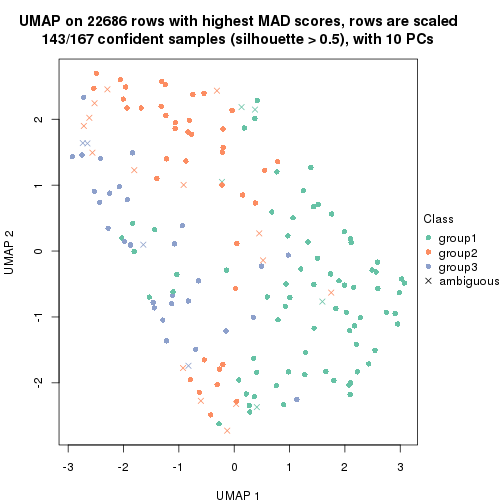 UMAP on 22686 rows with highest MAD scores, rows are scaled
143/167 confident samples (silhouette > 0.5), with 10 PCs
2
1
0
-1
-2
UMAP 2
-3
-2
-1
0
1
2
3
UMAP 1
Class
group1
group2
group3
ambiguous